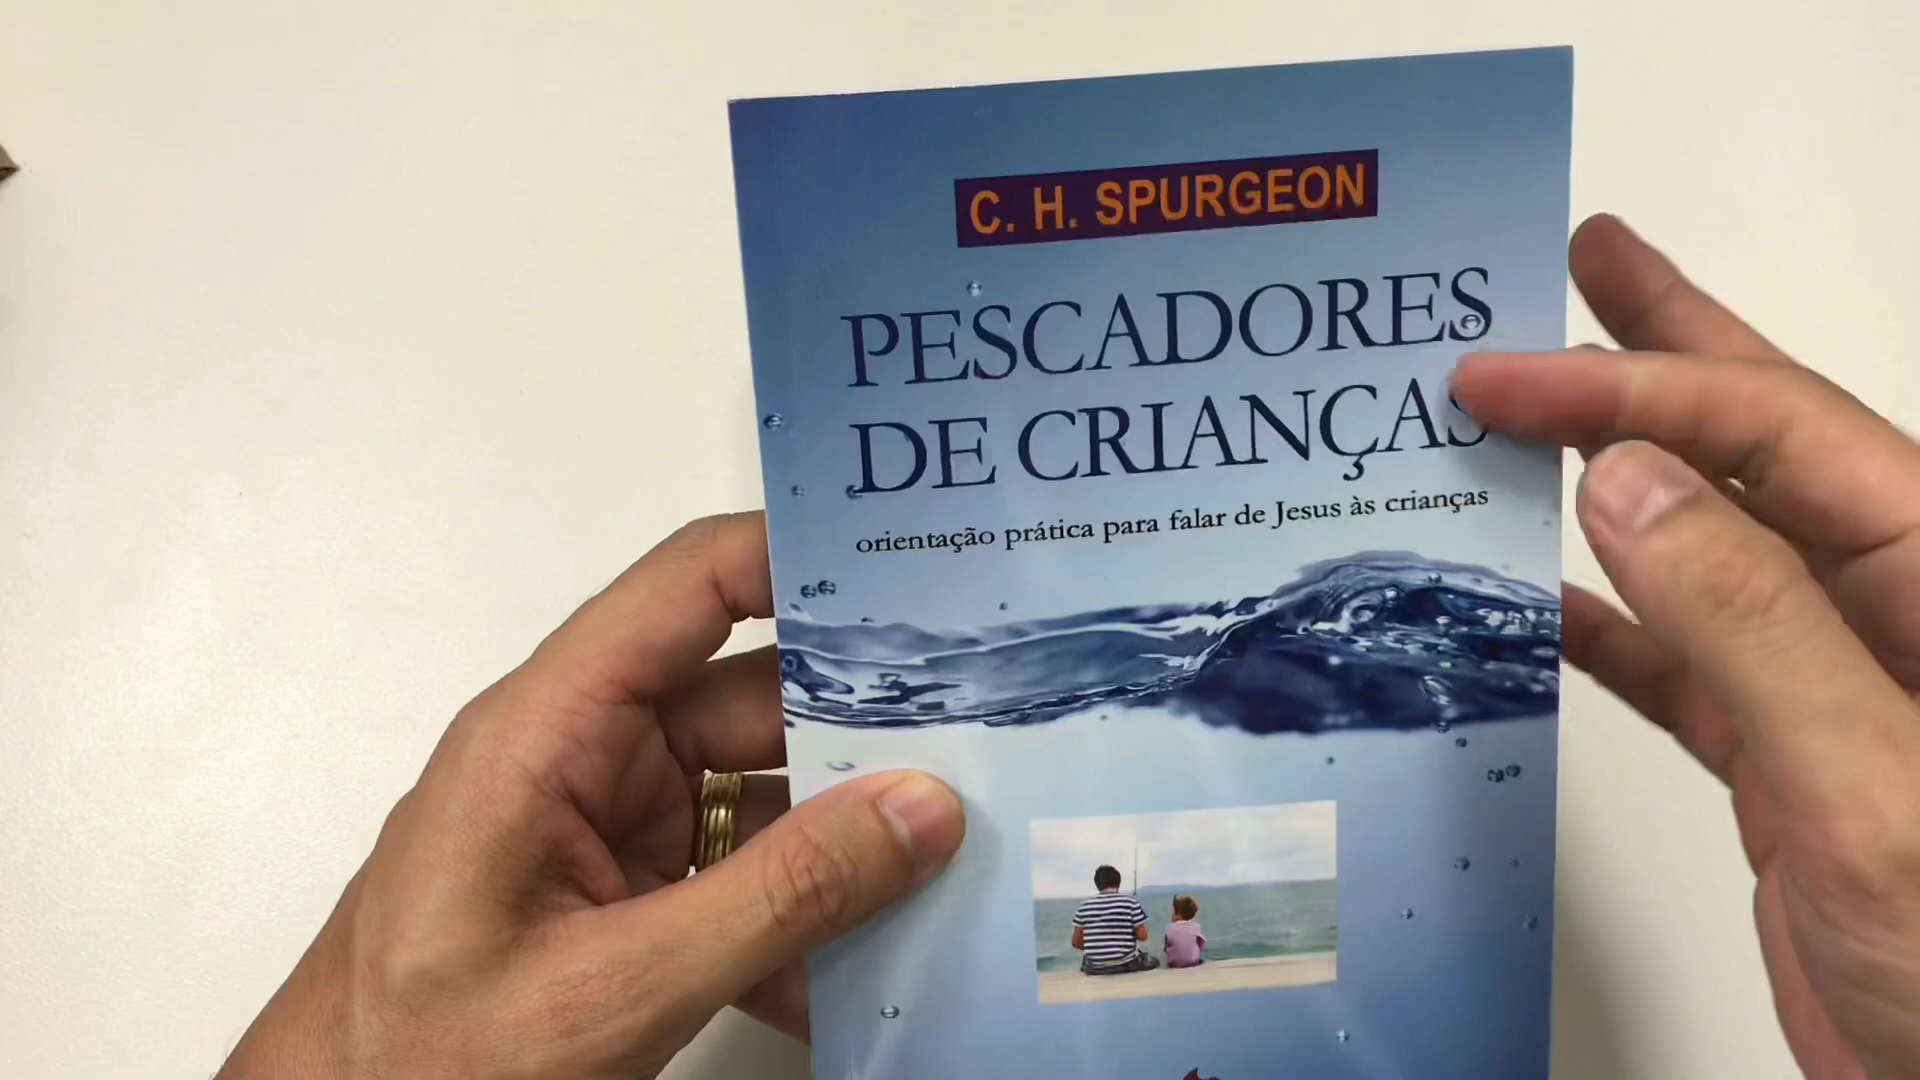 C. H. SPURGEON
PESCADORES
DE CRIANÇAS
orientação prática para falar de Jesus às crianças